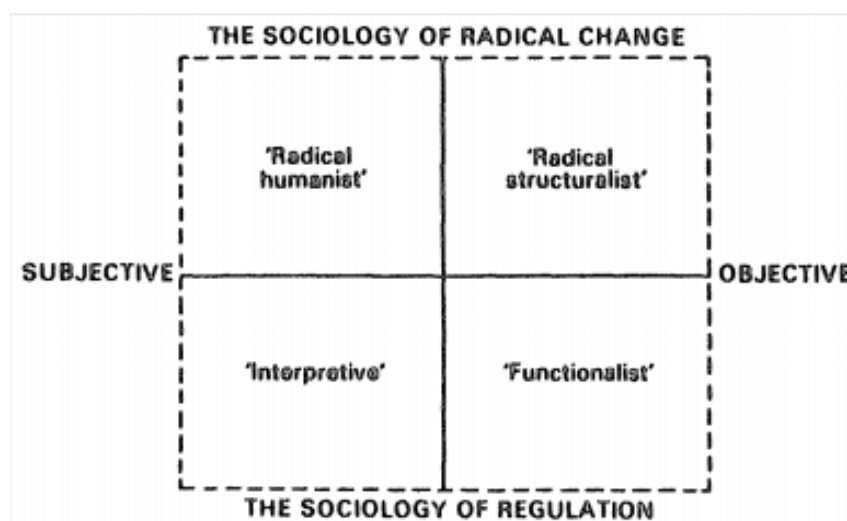 THE SOCIOLOGY OF RADICAL CHANGE
'Radical
humanist'
'Radical
structuralist'
SUBJECTIVE
OBJECTIVE
'Interpretive'
'Functionalist'
THE SOCIOLOGY OF REGULATION